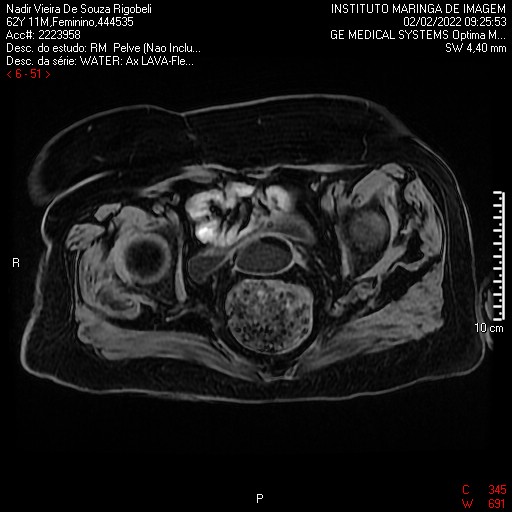 Nadir Vieira De Souza Rigobeli
62Y 11M,Feminino,444535
Acc#: 2223958
Desc. do estudo: RM Pelve (Nao Inclu...
Desc. da série: WATER: Ax LAVA-Fle...
< 6 - 51 >
INSTITUTO MARINGA DE IMAGEM
02/02/2022 09:25:53
GE MEDICAL SYSTEMS Optima M...
SW 4,40 mm
R
10 cm
P
C 345
W 691